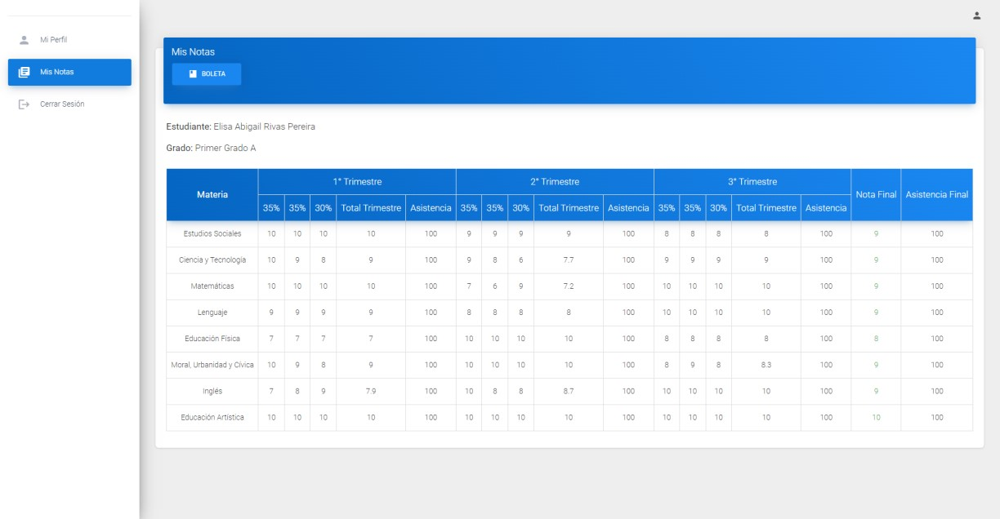 Mi Perfil
Mis Notas
Cerrar Sesión
Mis Notas
BOLETA
Estudiante: Elisa Abigail Rivas Pereira
Grado: Primer Grado A
Materia 1° Trimestre 2° Trimestre 3° Trimestre Nota Final Asistencia Final
35% 35% 30% Total Trimestre Asistencia 35% 35% 30% Total Trimestre Asistencia 35% 35% 30% Total Trimestre Asistencia
Estudios Sociales 10 10 10 10 100 9 9 9 9 100 8 8 8 8 100 9 100
Ciencia y Tecnología 10 9 8 9 100 9 8 6 7.7 100 9 9 9 9 100 9 100
Matemáticas 10 10 10 10 100 7 6 9 7.2 100 10 10 10 10 100 9 100
Lenguaje 9 9 9 9 100 8 8 8 8 100 10 10 10 10 100 9 100
Educación Física 7 7 7 7 100 10 10 10 10 100 8 8 8 8 100 8 100
Moral, Urbanidad y Cívica 10 9 8 9 100 10 10 10 10 100 8 9 8 8.3 100 9 100
Inglés 7 8 9 7.9 100 10 8 8 8.7 100 10 10 10 10 100 9 100
Educación Artística 10 10 10 10 100 10 10 10 10 100 10 10 10 10 100 10 100